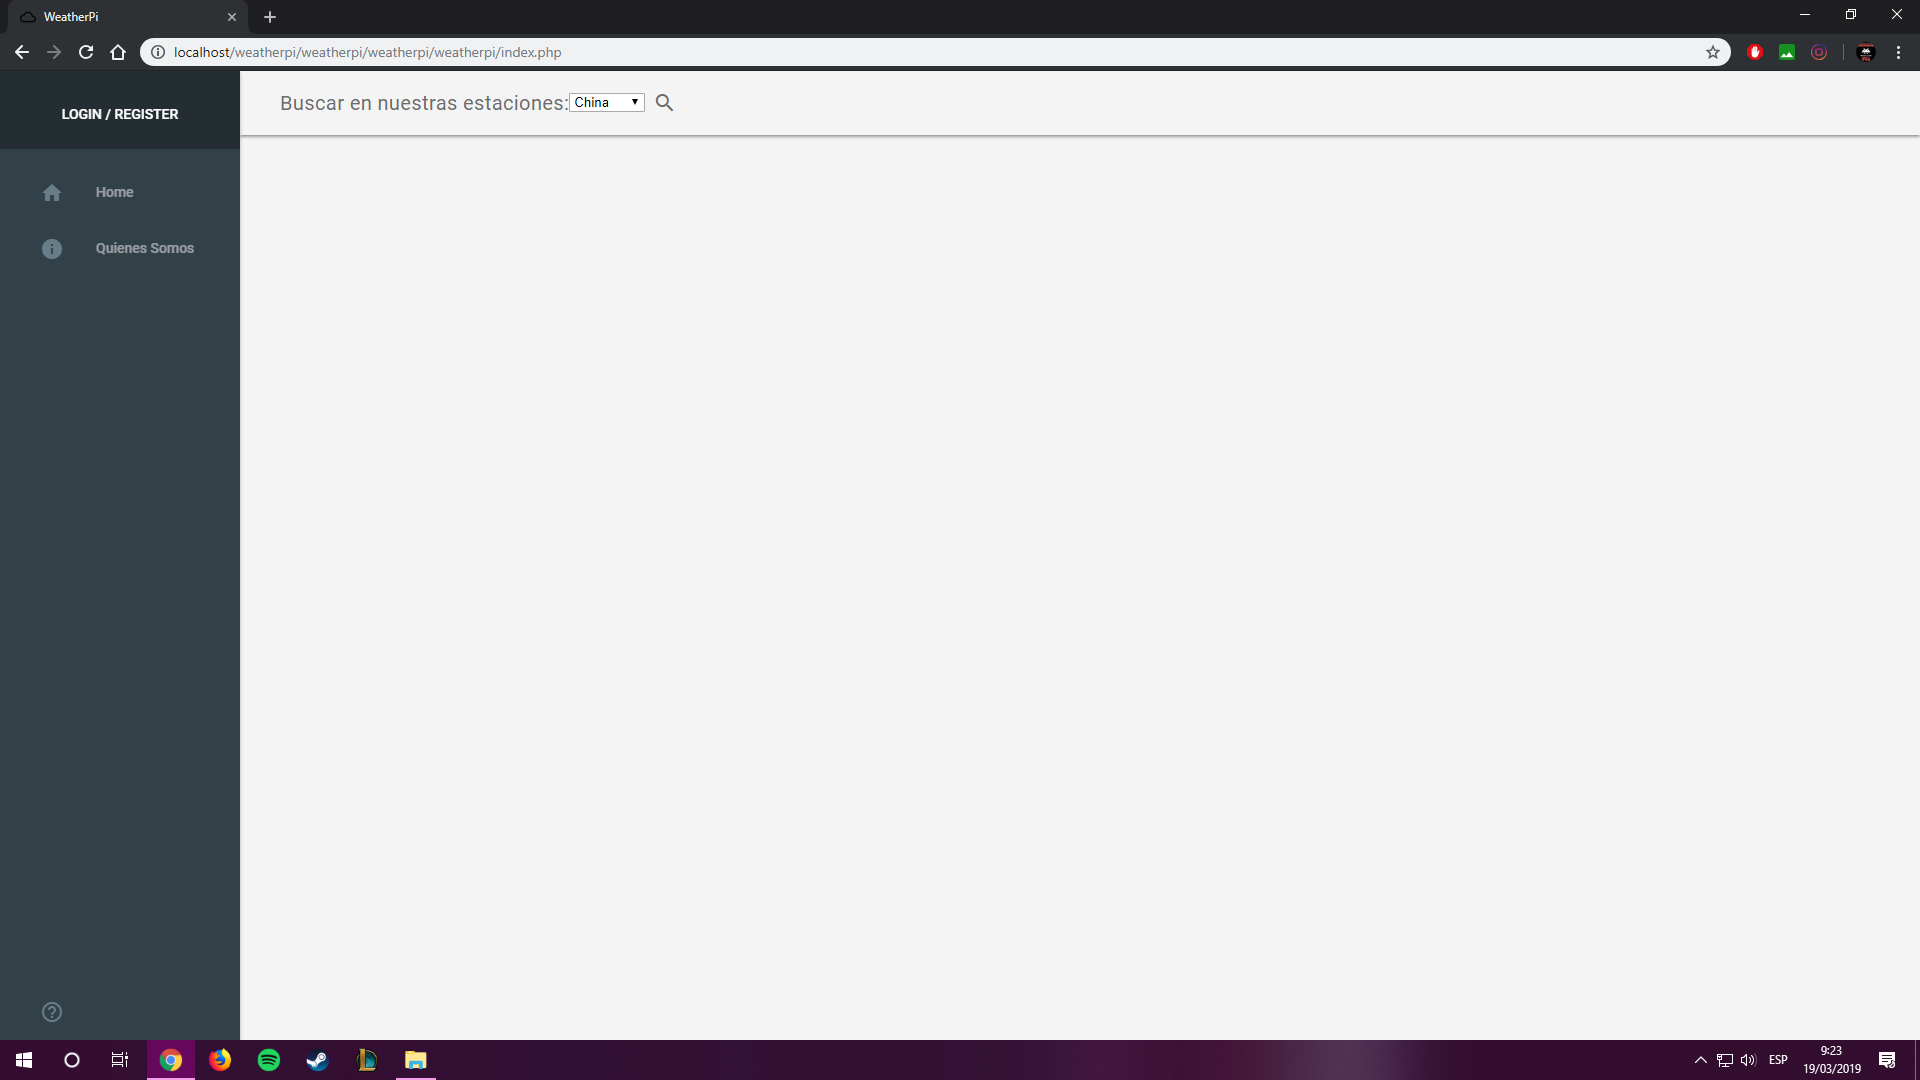 WeatherPi
localhost/weatherpi/weatherpi/weatherpi/weatherpi/index.php
LOGIN / REGISTER
Buscar en nuestras estaciones: China
Home
Quienes Somos
ESP
9:23
19/03/2019